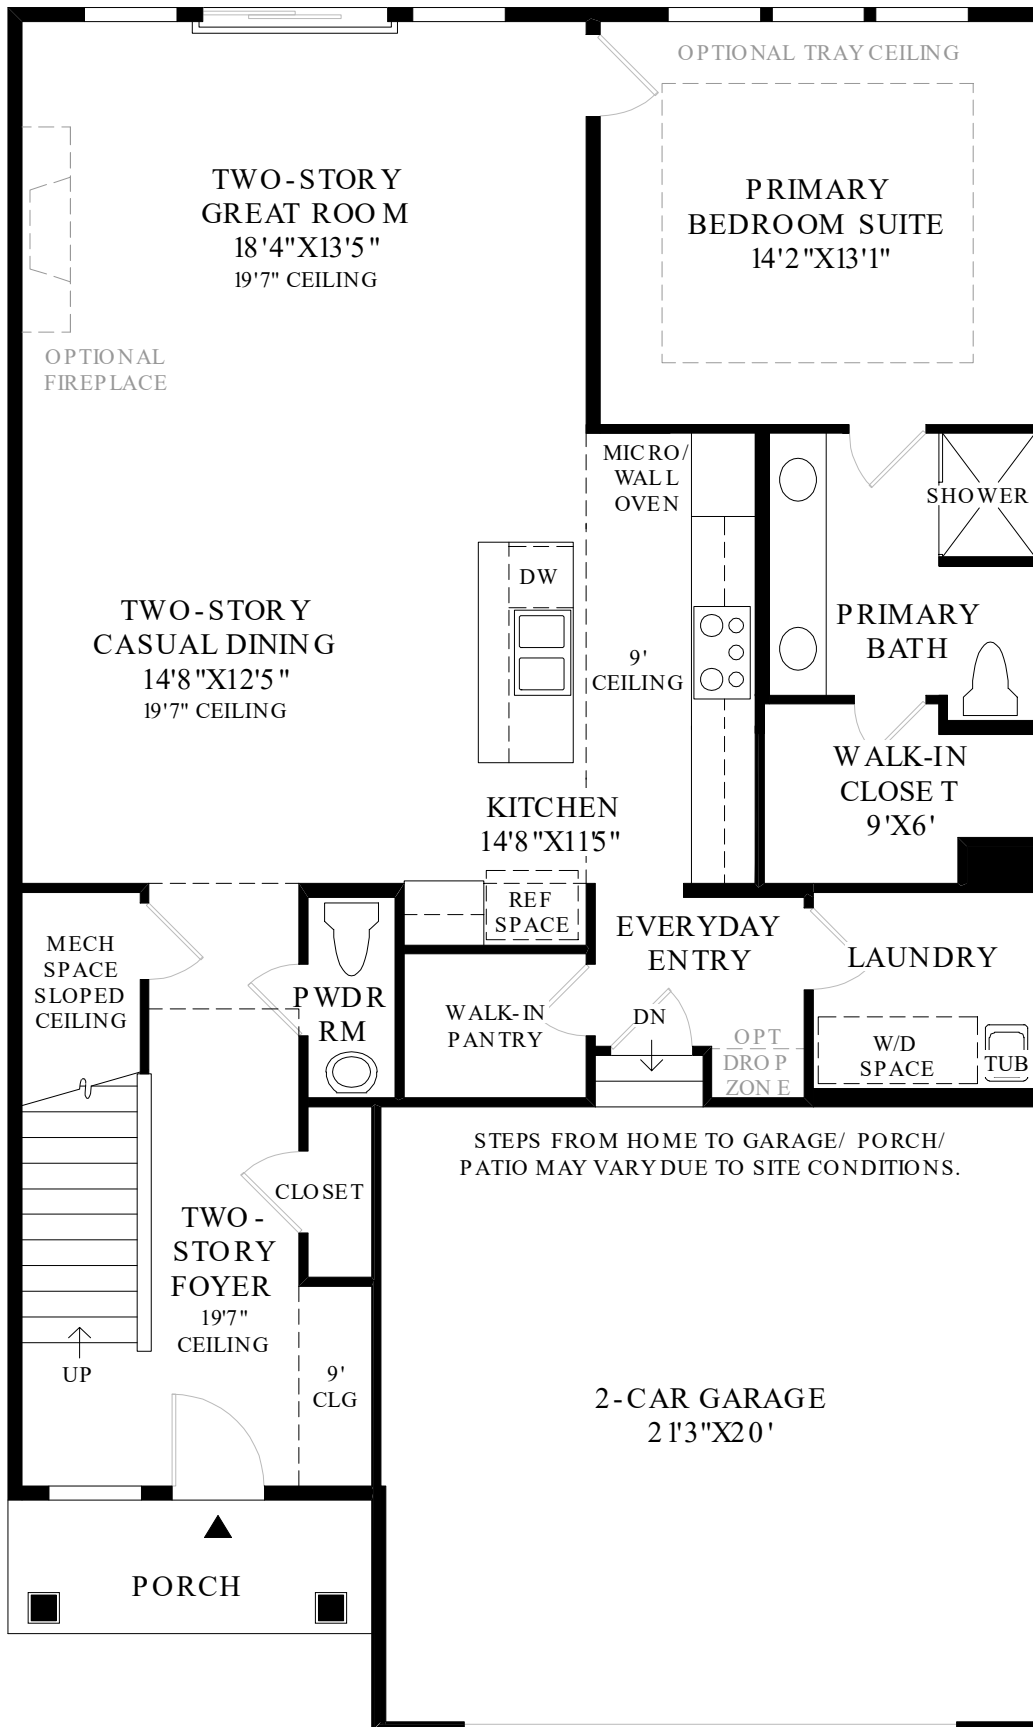 OPTIONAL TRAY CEILING
TWO-STORY
GREAT ROOM
18'4"X13'5"
19'7" CEILING
PRIMARY
BEDROOM SUITE
14'2"X13'1"
OPTIONAL
FIREPLACE
MICRO/
WALL
OVEN
SHOWER
DW
TWO-STORY
CASUAL DINING
14'8"X12'5"
19'7" CEILING
9'
CEILING
PRIMARY
BATH
WALK-IN
CLOSET
9'X6'
KITCHEN
14'8"X11'5"
REF
SPACE
EVERYDAY
ENTRY
LAUNDRY
MECH
SPACE
SLOPED
CEILING
PWDR
RM
WALK-IN
PANTRY
DN
OPT
DROP
ZONE
W/D
SPACE
TUB
STEPS FROM HOME TO GARAGE/ PORCH/
PATIO MAY VARY DUE TO SITE CONDITIONS.
CLOSET
TWO-
STORY
FOYER
19'7"
CEILING
UP
9'
CLG
2-CAR GARAGE
21'3"X20'
PORCH